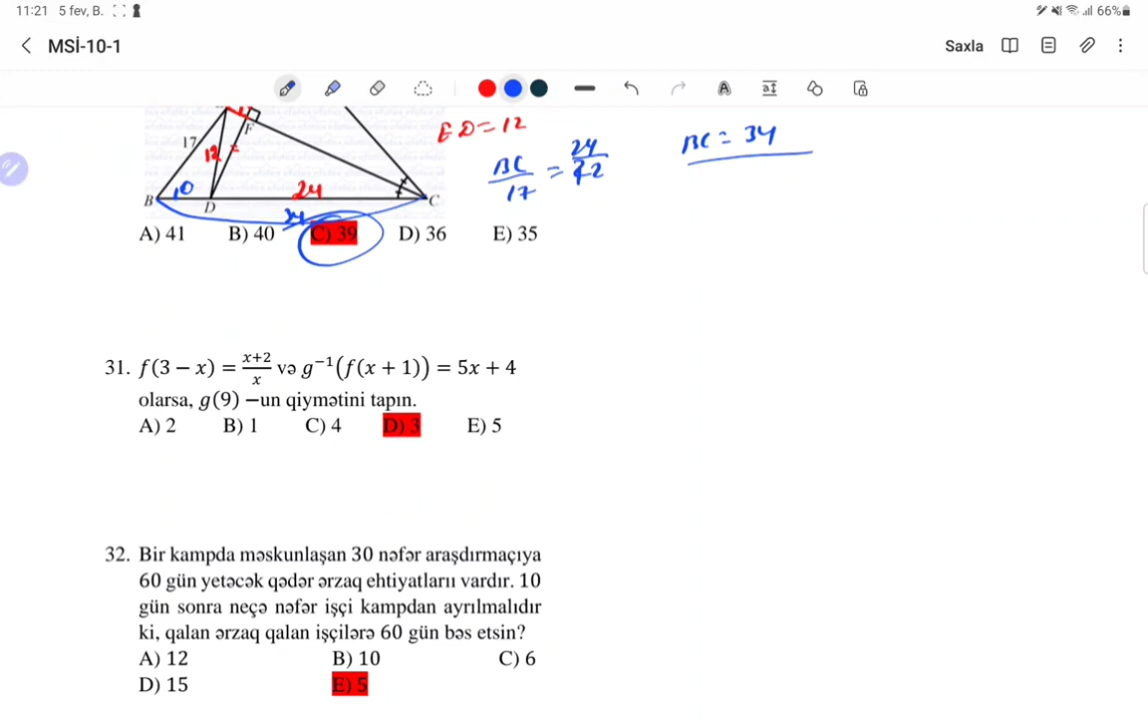 11:21 5 fev, B. 66%
MSİ-10-1 Saxla
ED=12
BC/17 = 24/12
BC = 34
17
12
F
10
24
B D C
34
A) 41 B) 40 C) 39 D) 36 E) 35
31. f(3 − x) = x+2/x və g⁻¹(f(x + 1)) = 5x + 4
olarsa, g(9) −un qiymətini tapın.
A) 2 B) 1 C) 4 D) 3 E) 5
32. Bir kampda məskunlaşan 30 nəfər araşdırmaçıya
60 gün yetəcək qədər ərzaq ehtiyatlarıı vardır. 10
gün sonra neçə nəfər işçi kampdan ayrılmalıdır
ki, qalan ərzaq qalan işçilərə 60 gün bəs etsin?
A) 12 B) 10 C) 6
D) 15 E) 5